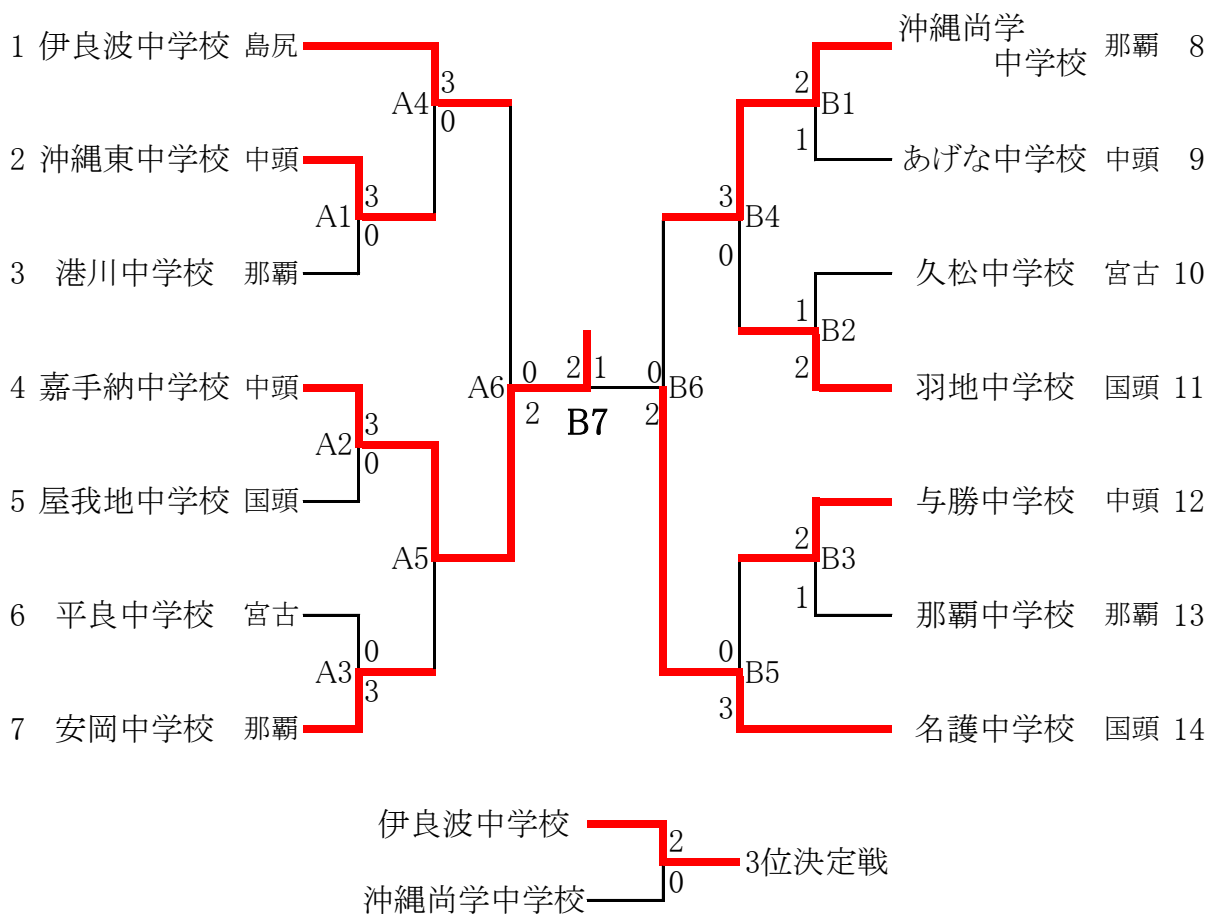 1 伊良波中学校 島尻
2 沖縄東中学校 中頭
3 港川中学校 那覇
4 嘉手納中学校 中頭
5 屋我地中学校 国頭
6 平良中学校 宮古
7 安岡中学校 那覇
A4
3
0
A1
3
0
A2
3
0
A5
A3
0
3
A6
0
2
2 1
B7
0
2
B6
3
0
B4
2
1
B1
1
2
B2
2
1
B3
0
3
B5
沖縄尚学
中学校 那覇 8
あげな中学校 中頭 9
久松中学校 宮古 10
羽地中学校 国頭 11
与勝中学校 中頭 12
那覇中学校 那覇 13
名護中学校 国頭 14
伊良波中学校
2
0
3位決定戦
沖縄尚学中学校